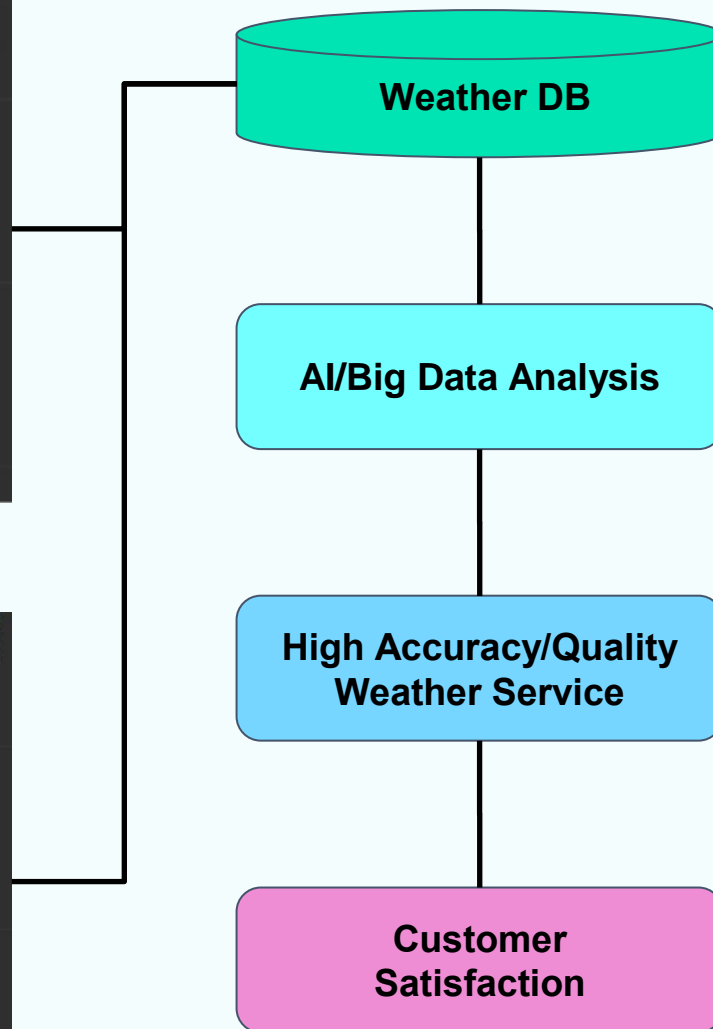 Weather DB
AI/Big Data Analysis
High Accuracy/Quality
Weather Service
Customer
Satisfaction